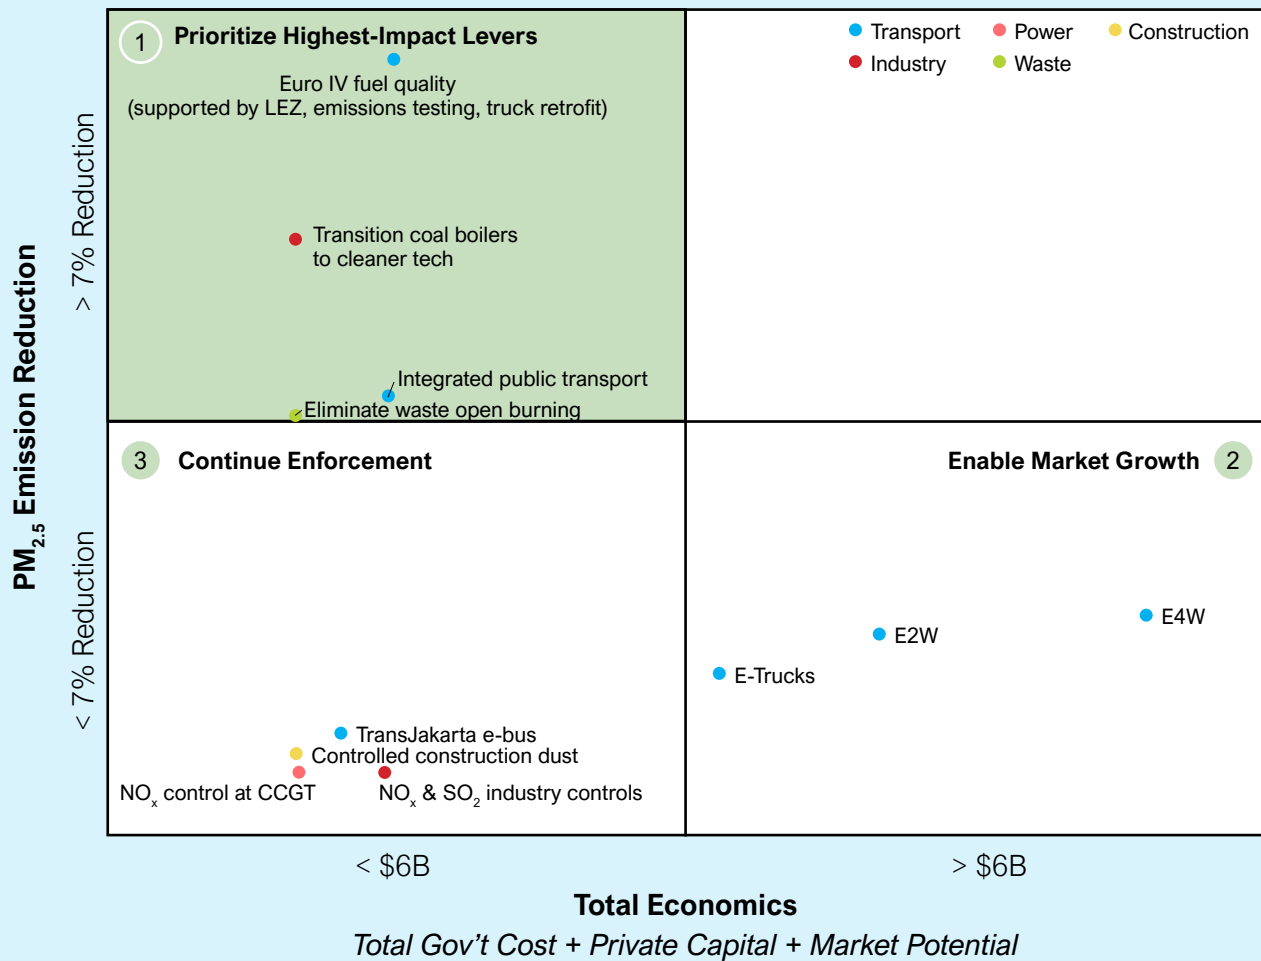 1 Prioritize Highest-Impact Levers
Transport Power Construction
Industry Waste
Euro IV fuel quality
(supported by LEZ, emissions testing, truck retrofit)
Transition coal boilers
to cleaner tech
Integrated public transport
Eliminate waste open burning
3 Continue Enforcement
Enable Market Growth 2
E4W
E2W
E-Trucks
TransJakarta e-bus
Controlled construction dust
NOx control at CCGT
NOx & SO2 industry controls
PM2.5 Emission Reduction
> 7% Reduction
< 7% Reduction
< $6B
> $6B
Total Economics
Total Gov't Cost + Private Capital + Market Potential